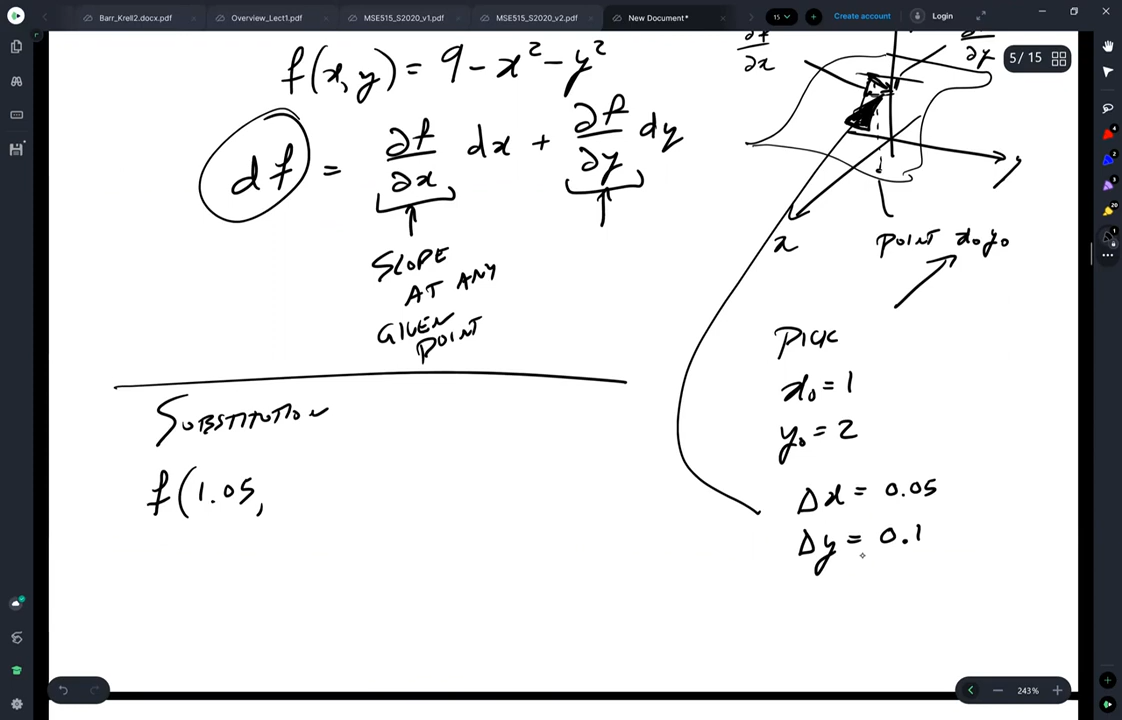 Barr_Krell2.docx.pdf
Overview_Lect1.pdf
MSE515_S2020_v1.pdf
MSE515_S2020_v2.pdf
New Document*
15
Create account
Login
5 / 15
f(x,y) = 9 - x² - y²
df = ∂f/∂x dx + ∂f/∂y dy
SLOPE
AT ANY
GIVEN
POINT
∂f/∂x
∂f/∂y
y
x
POINT x₀y₀
PICK
x₀ = 1
y₀ = 2
Δx = 0.05
Δy = 0.1
SUBSTITUTION
f(1.05,
243%